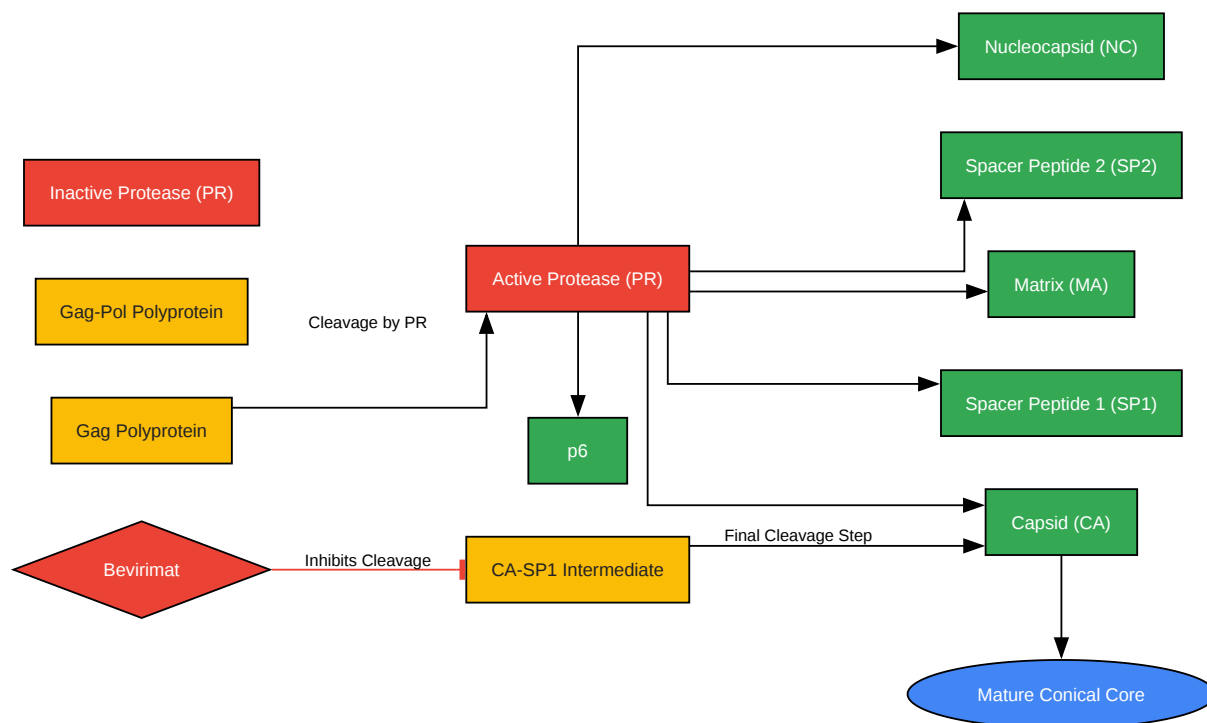 Nucleocapsid (NC)
Spacer Peptide 2 (SP2)
Inactive Protease (PR)
Active Protease (PR)
Matrix (MA)
Gag-Pol Polyprotein
Cleavage by PR
Spacer Peptide 1 (SP1)
Gag Polyprotein
p6
Capsid (CA)
Final Cleavage Step
Bevirimat
Inhibits Cleavage
CA-SP1 Intermediate
Mature Conical Core